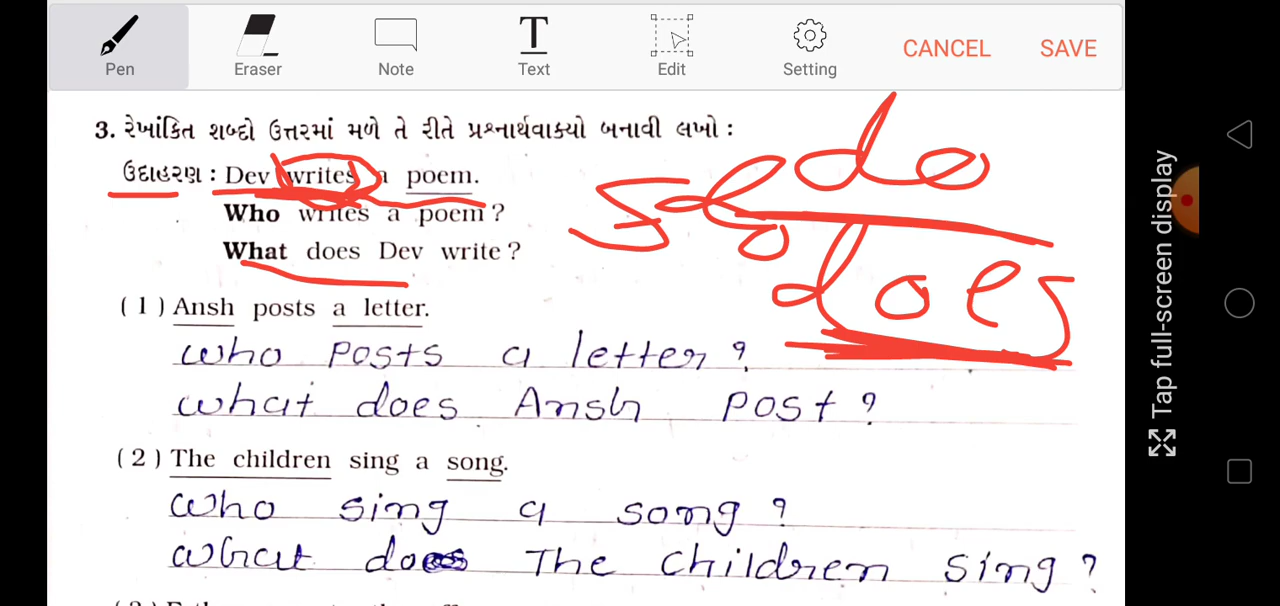 Pen Eraser Note Text Edit Setting CANCEL SAVE
3. રેખાંકિત શબ્દો ઉત્તરમાં મળે તે રીતે પ્રશ્નાર્થવાક્યો બનાવી લખો :
ઉદાહરણ : Dev writes a poem.
Who writes a poem ?
What does Dev write ?
do
does
( 1 ) Ansh posts a letter.
who posts a letter ?
what does Ansh post ?
( 2 ) The children sing a song.
who sing a song ?
what do The children sing ?
Tap full-screen display